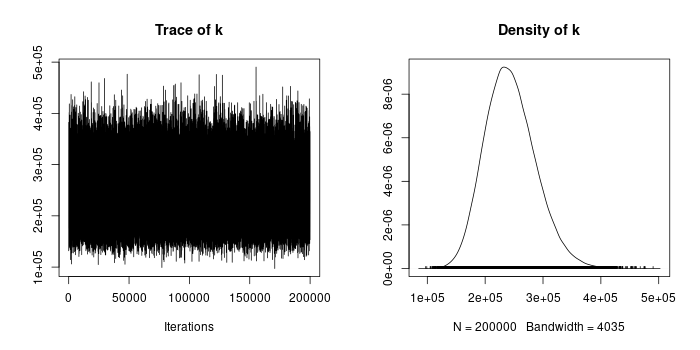 Trace of k
5e+05
4e+05
3e+05
2e+05
1e+05
0 50000 100000 150000 200000
Iterations
Density of k
8e-06
6e-06
4e-06
2e-06
0e+00
1e+05 2e+05 3e+05 4e+05 5e+05
N = 200000 Bandwidth = 4035